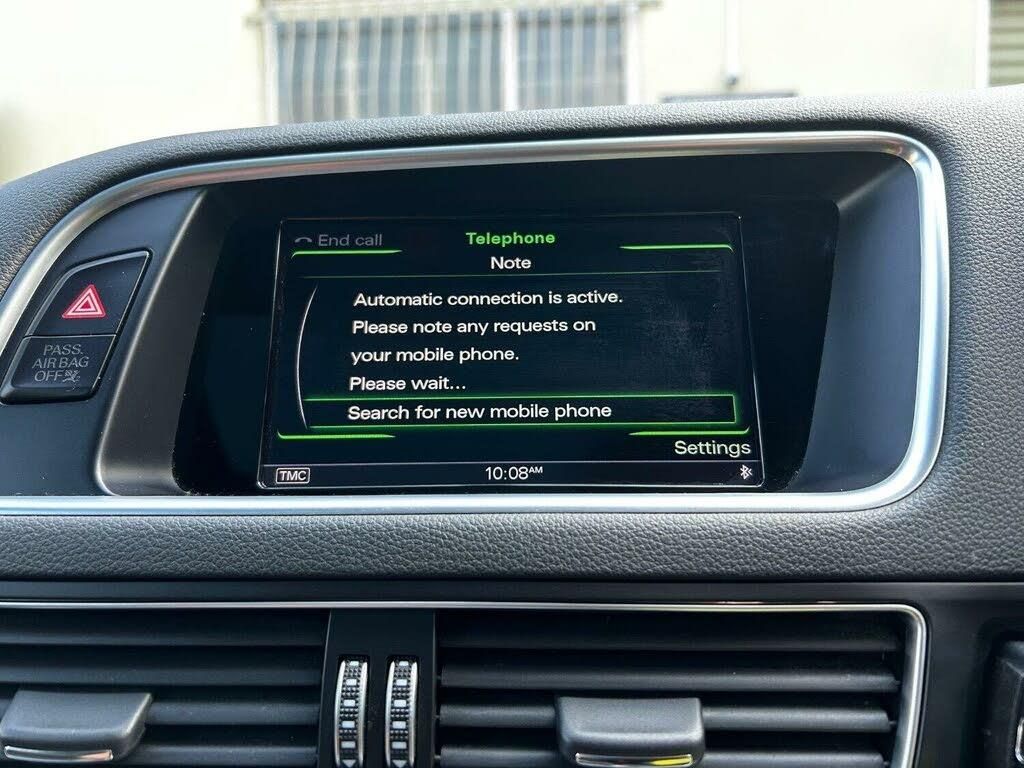 End call
Telephone
Note
Automatic connection is active.
Please note any requests on
your mobile phone.
Please wait...
Search for new mobile phone
Settings
TMC
10:08AM
PASS.
AIR BAG
OFF